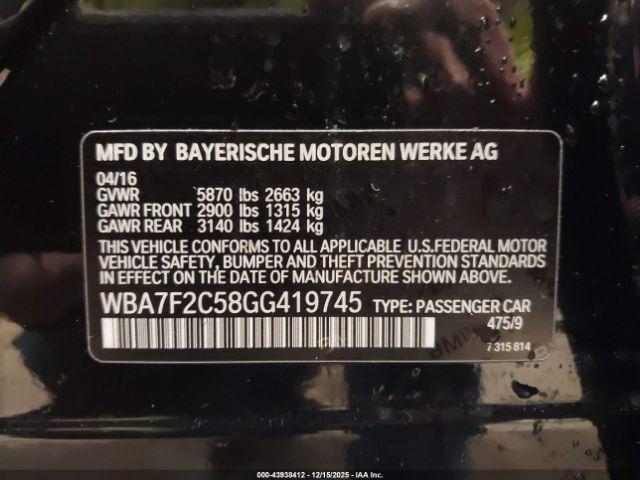 MFD BY BAYERISCHE MOTOREN WERKE AG
04/16
GVWR 5870 lbs 2663 kg
GAWR FRONT 2900 lbs 1315 kg
GAWR REAR 3140 lbs 1424 kg
THIS VEHICLE CONFORMS TO ALL APPLICABLE U.S.FEDERAL MOTOR
VEHICLE SAFETY, BUMPER AND THEFT PREVENTION STANDARDS
IN EFFECT ON THE DATE OF MANUFACTURE SHOWN ABOVE.
WBA7F2C58GG419745 TYPE: PASSENGER CAR
475/9
7 315 814
000-43938412 - 12/15/2025 - IAA Inc.